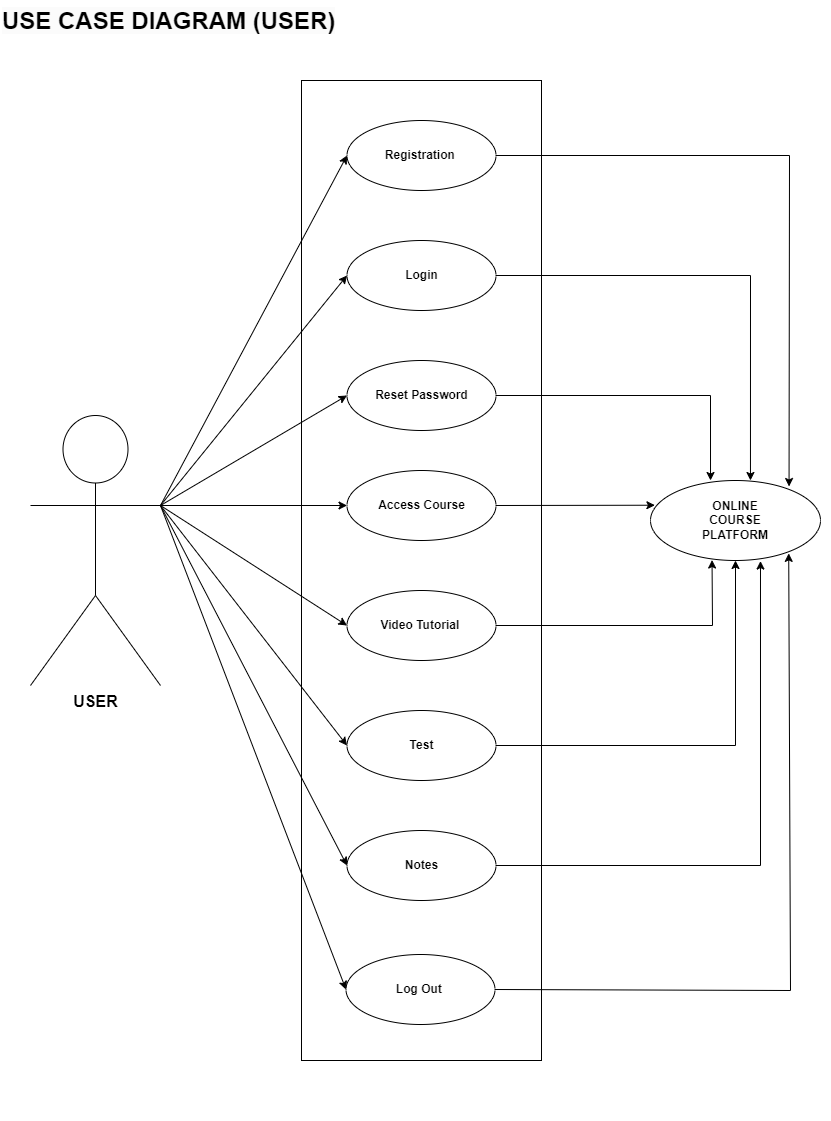 USE CASE DIAGRAM (USER)
Registration
Login
Reset Password
Access Course
ONLINE
COURSE
PLATFORM
Video Tutorial
USER
Test
Notes
Log Out